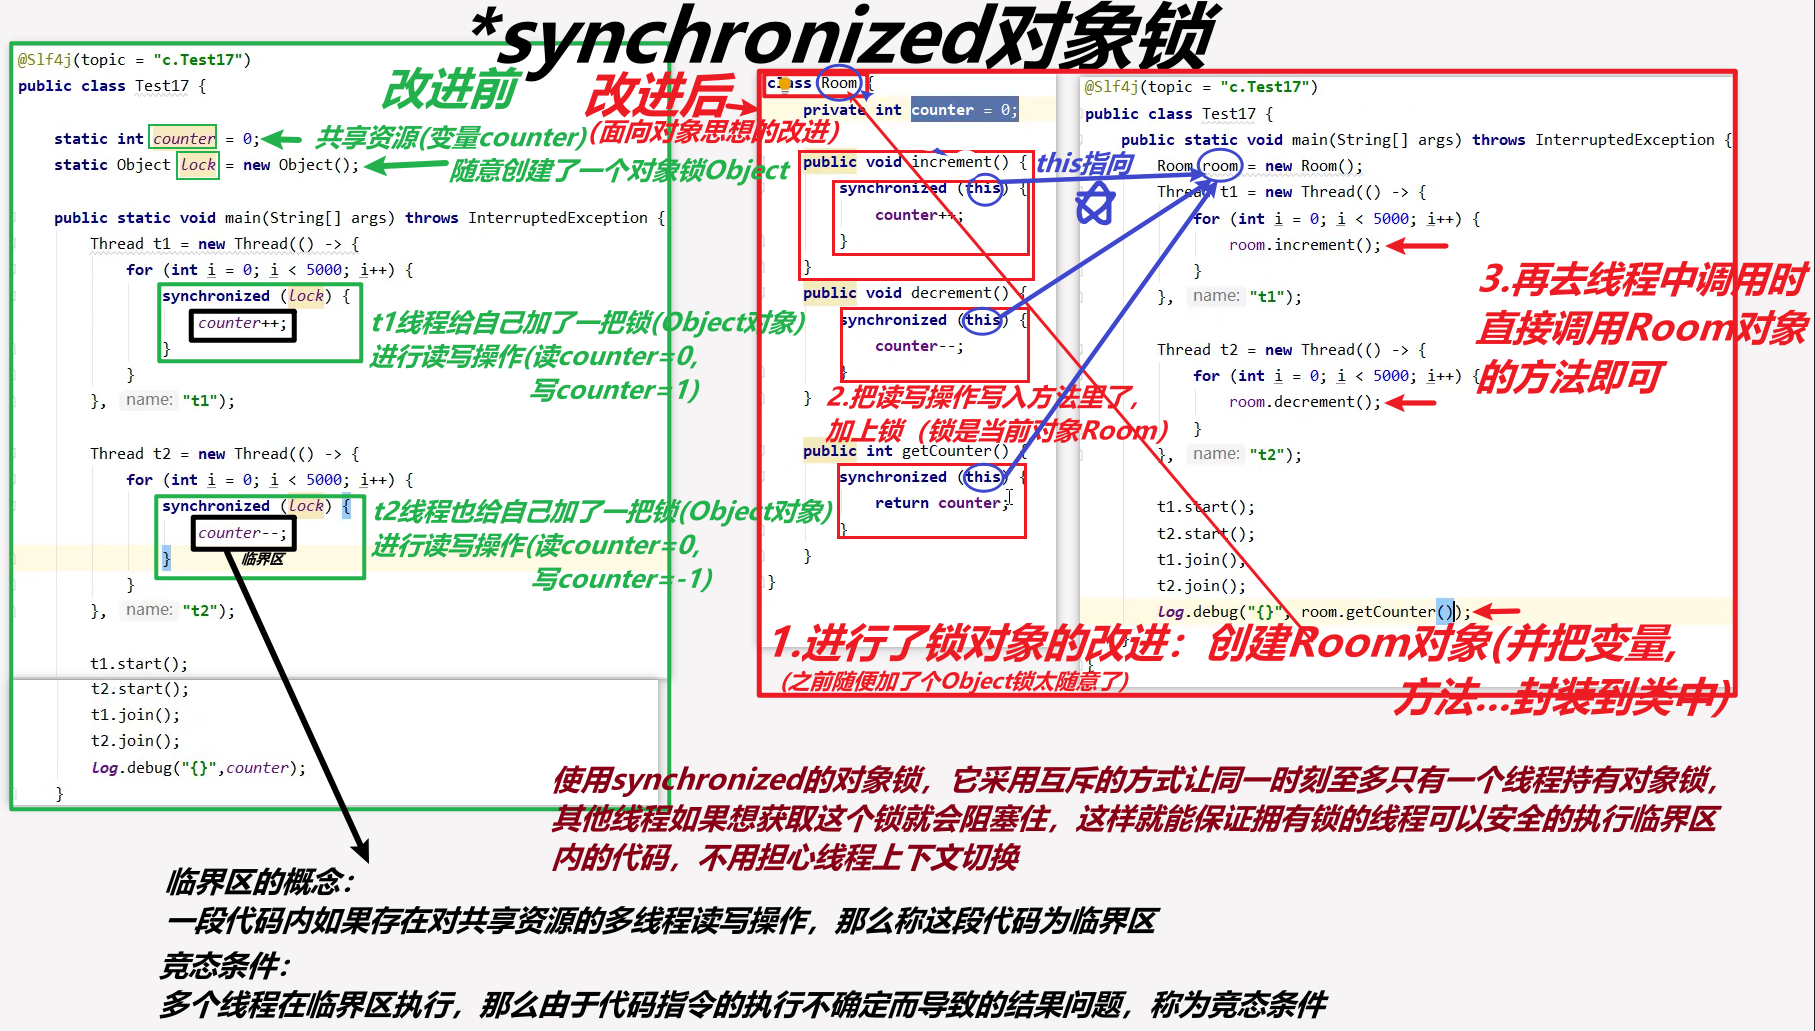 *synchronized对象锁
@Slf4j(topic = "c.Test17")
public class Test17 {
改进前
static int counter = 0;
共享资源(变量counter)
static Object lock = new Object();
随意创建了一个对象锁Object
public static void main(String[] args) throws InterruptedException {
Thread t1 = new Thread(() -> {
for (int i = 0; i < 5000; i++) {
synchronized (lock) {
counter++;
}
t1线程给自己加了一把锁(Object对象)
进行读写操作(读counter=0,
写counter=1)
}
}, name: "t1");
Thread t2 = new Thread(() -> {
for (int i = 0; i < 5000; i++) {
synchronized (lock) {
counter--;
}
临界区
t2线程也给自己加了一把锁(Object对象)
进行读写操作(读counter=0,
写counter=-1)
}
}, name: "t2");
t1.start();
t2.start();
t1.join();
t2.join();
log.debug("{}",counter);
}
改进后
(面向对象思想的改进)
class Room {
private int counter = 0;
public void increment() {
synchronized (this) {
counter++;
}
}
public void decrement() {
synchronized (this) {
counter--;
}
}
2.把读写操作写入方法里了,
加上锁 (锁是当前对象Room)
public int getCounter() {
synchronized (this) {
return counter;
}
}
}
this指向
@Slf4j(topic = "c.Test17")
public class Test17 {
public static void main(String[] args) throws InterruptedException {
Room room = new Room();
Thread t1 = new Thread(() -> {
for (int i = 0; i < 5000; i++) {
room.increment();
}
}, name: "t1");
Thread t2 = new Thread(() -> {
for (int i = 0; i < 5000; i++) {
room.decrement();
}
}, name: "t2");
3.再去线程中调用时
直接调用Room对象
的方法即可
t1.start();
t2.start();
t1.join();
t2.join();
log.debug("{}", room.getCounter());
}
}
1.进行了锁对象的改进：创建Room对象(并把变量,
(之前随便加了个Object锁太随意了)
方法...封装到类中)
使用synchronized的对象锁，它采用互斥的方式让同一时刻至多只有一个线程持有对象锁，
其他线程如果想获取这个锁就会阻塞住，这样就能保证拥有锁的线程可以安全的执行临界区
内的代码，不用担心线程上下文切换
临界区的概念：
一段代码内如果存在对共享资源的多线程读写操作，那么称这段代码为临界区
竞态条件：
多个线程在临界区执行，那么由于代码指令的执行不确定而导致的结果问题，称为竞态条件